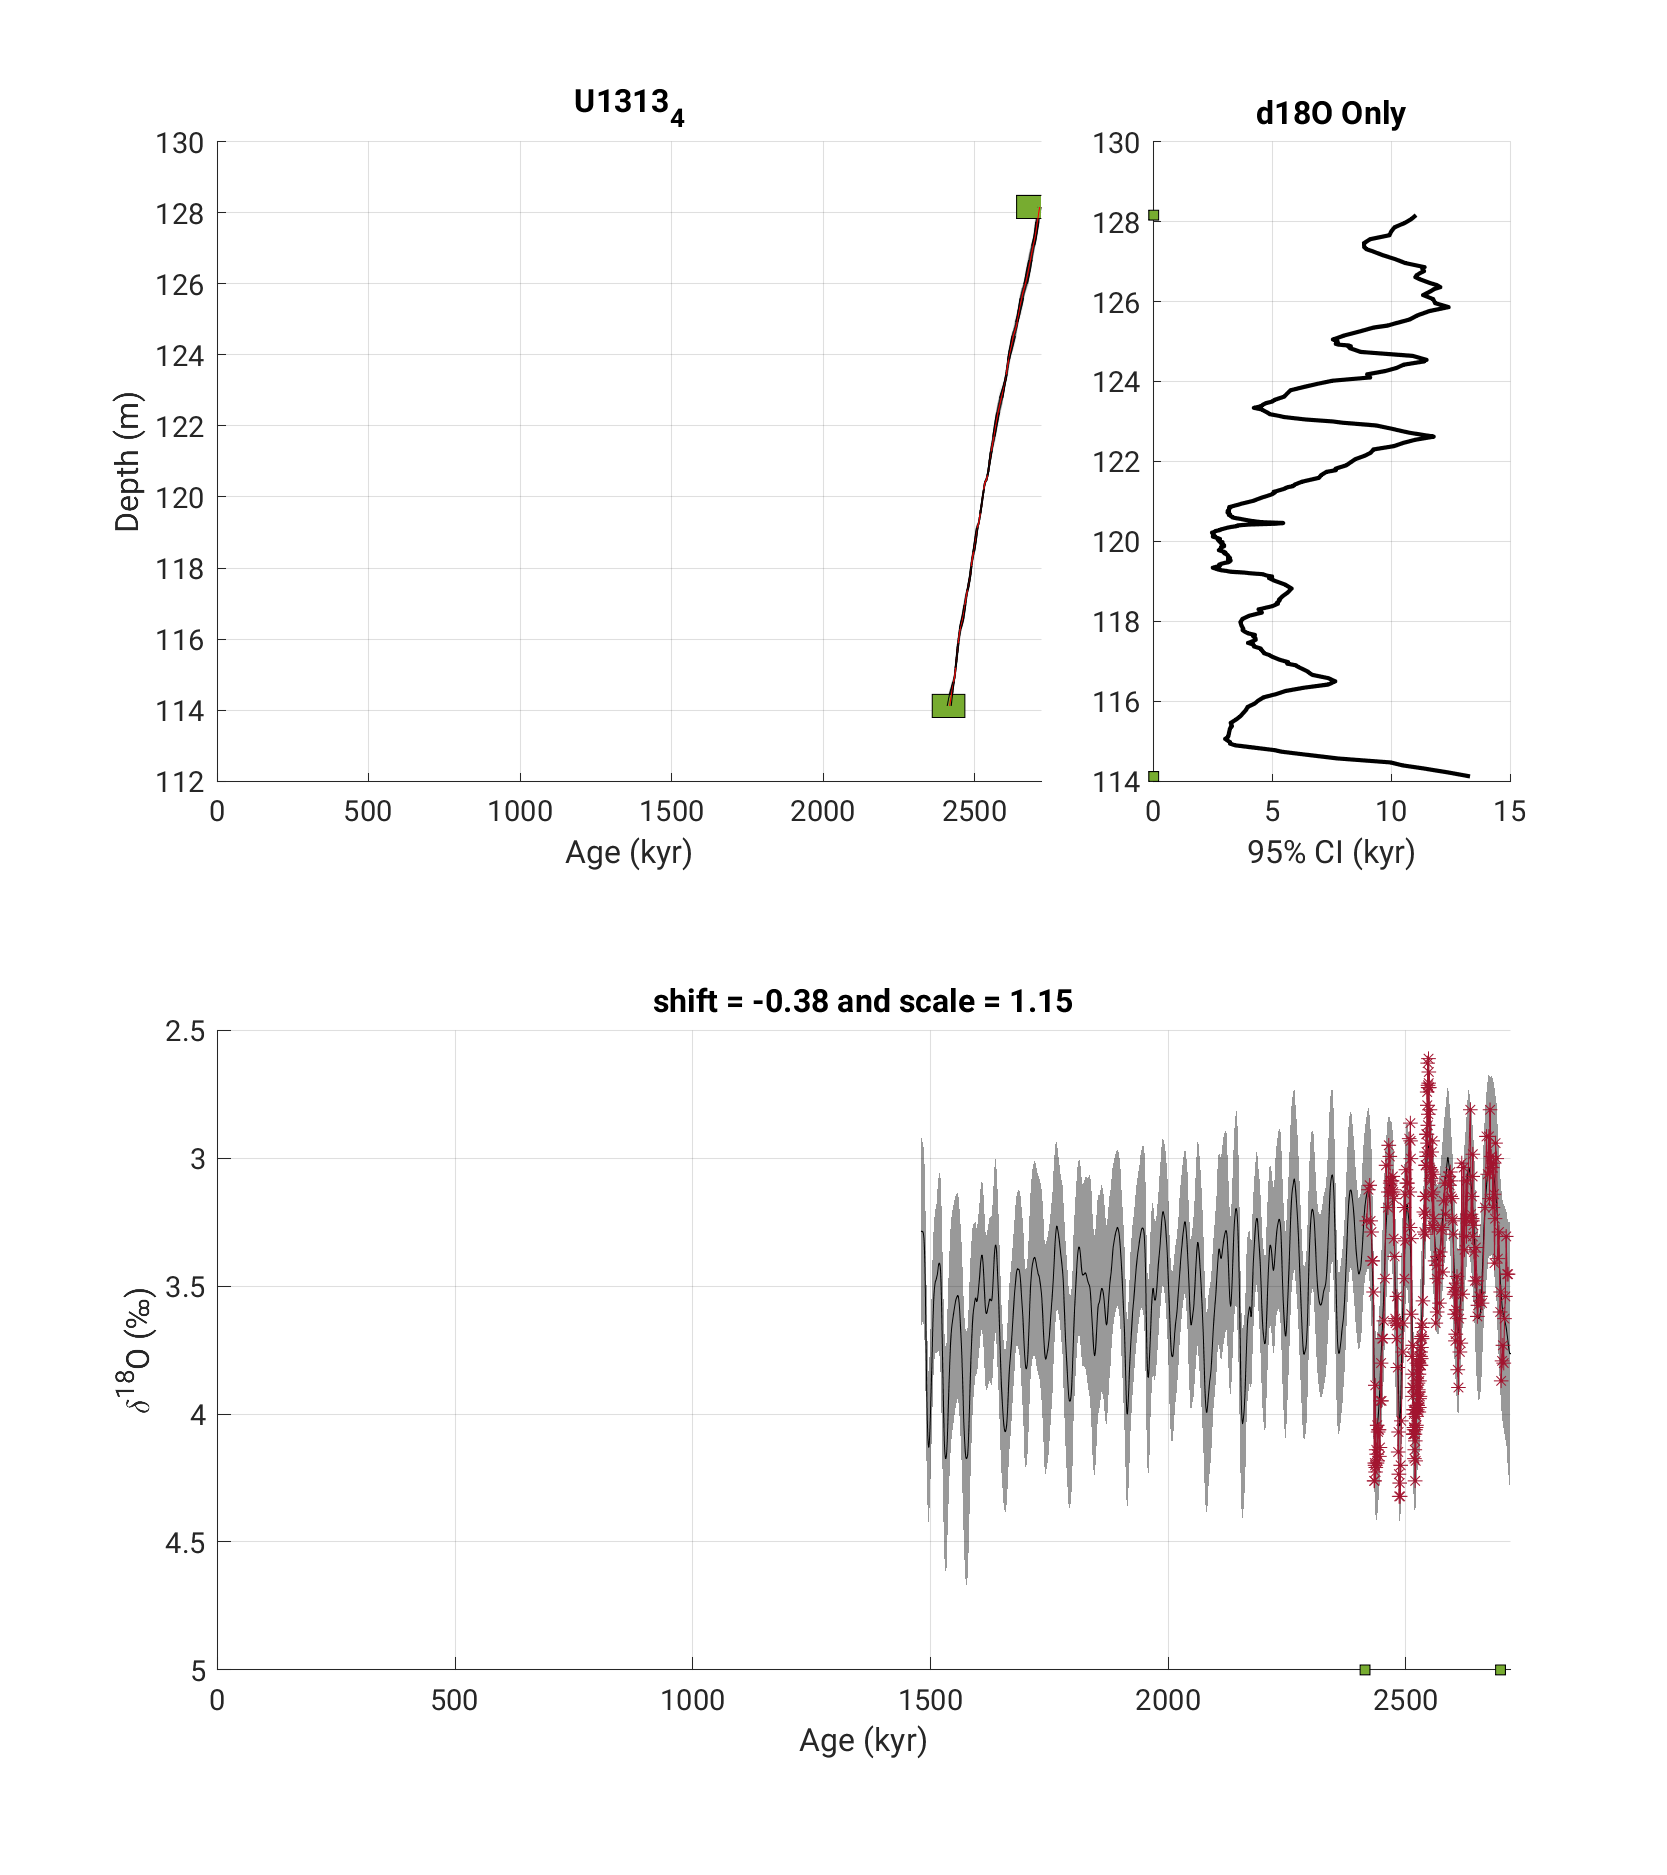 U1313₄
130
128
126
124
122
120
118
116
114
112
Depth (m)
0 500 1000 1500 2000 2500
Age (kyr)
d18O Only
130
128
126
124
122
120
118
116
114
0 5 10 15
95% CI (kyr)
shift = -0.38 and scale = 1.15
2.5
3
3.5
4
4.5
5
δ¹⁸O (‰)
0 500 1000 1500 2000 2500
Age (kyr)